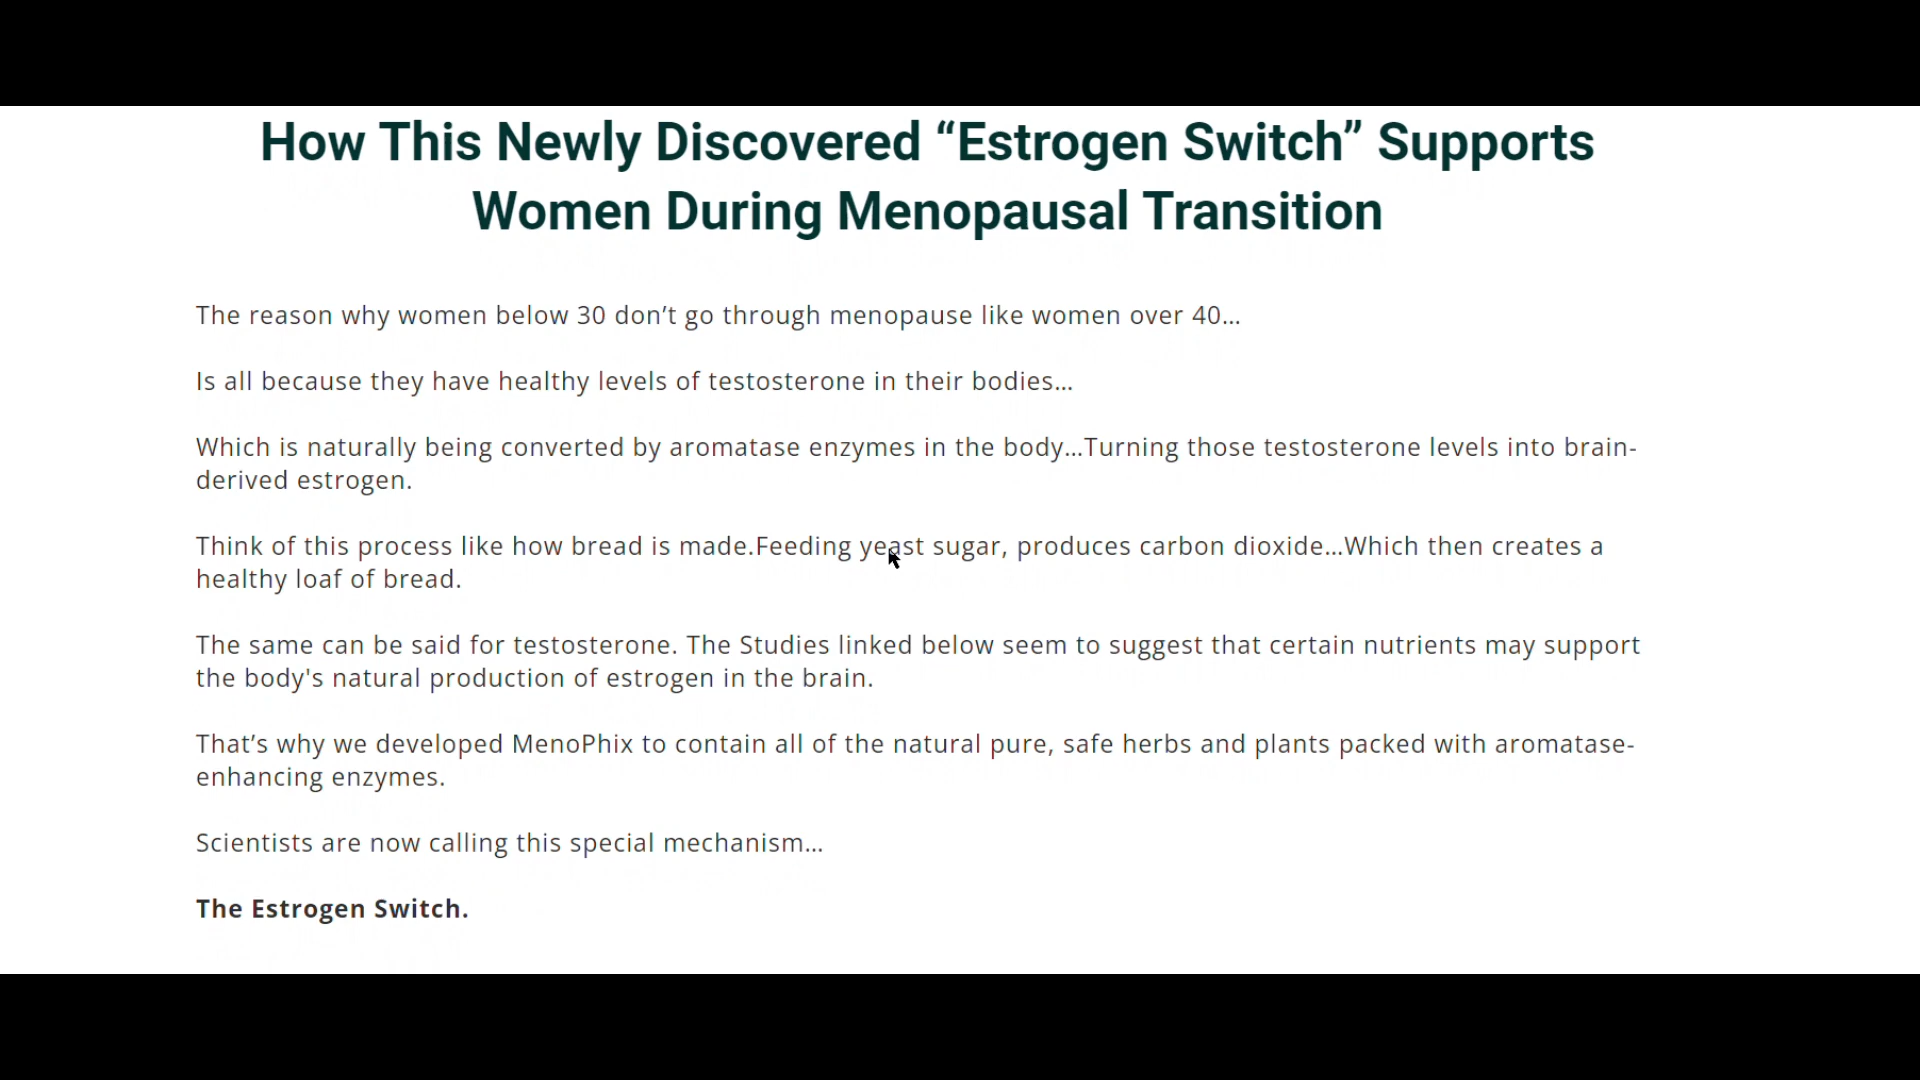 How This Newly Discovered “Estrogen Switch” Supports
Women During Menopausal Transition
The reason why women below 30 don’t go through menopause like women over 40…
Is all because they have healthy levels of testosterone in their bodies…
Which is naturally being converted by aromatase enzymes in the body…Turning those testosterone levels into brain-
derived estrogen.
Think of this process like how bread is made.Feeding yeast sugar, produces carbon dioxide…Which then creates a
healthy loaf of bread.
The same can be said for testosterone. The Studies linked below seem to suggest that certain nutrients may support
the body's natural production of estrogen in the brain.
That’s why we developed MenoPhix to contain all of the natural pure, safe herbs and plants packed with aromatase-
enhancing enzymes.
Scientists are now calling this special mechanism…
The Estrogen Switch.